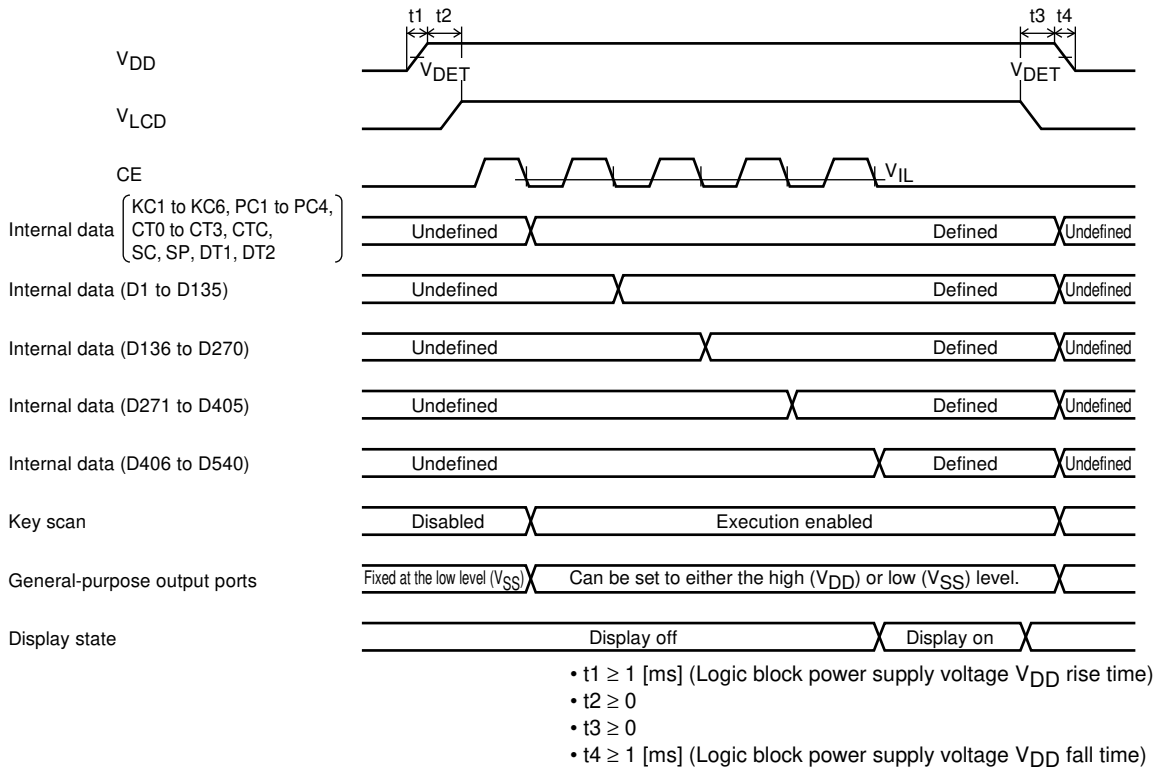 t1 t2 t3 t4
VDD
VDET VDET
VLCD
CE
VIL
Internal data KC1 to KC6, PC1 to PC4,
CT0 to CT3, CTC,
SC, SP, DT1, DT2
Undefined Defined Undefined
Internal data (D1 to D135) Undefined Defined Undefined
Internal data (D136 to D270) Undefined Defined Undefined
Internal data (D271 to D405) Undefined Defined Undefined
Internal data (D406 to D540) Undefined Defined Undefined
Key scan Disabled Execution enabled
General-purpose output ports Fixed at the low level (VSS) Can be set to either the high (VDD) or low (VSS) level.
Display state Display off Display on
• t1 ≥ 1 [ms] (Logic block power supply voltage VDD rise time)
• t2 ≥ 0
• t3 ≥ 0
• t4 ≥ 1 [ms] (Logic block power supply voltage VDD fall time)